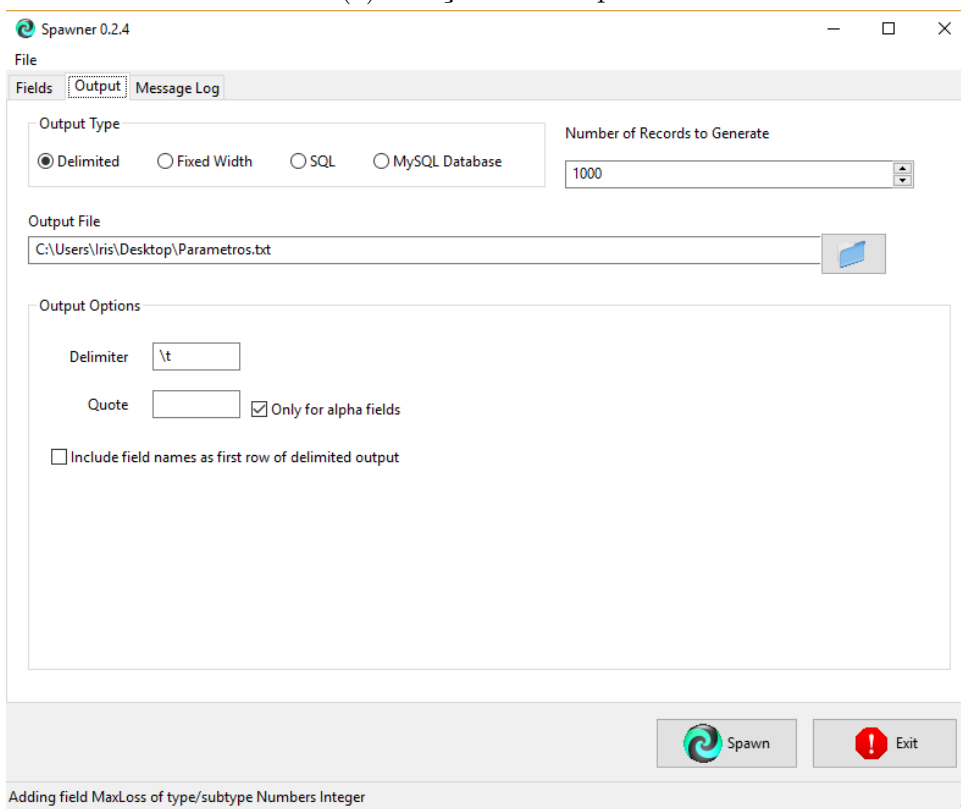 Spawner 0.2.4
File
Fields Output Message Log
Output Type
Number of Records to Generate
Delimited Fixed Width SQL MySQL Database
1000
Output File
C:\Users\Iris\Desktop\Parametros.txt
Output Options
Delimiter \t
Quote Only for alpha fields
Include field names as first row of delimited output
Spawn Exit
Adding field MaxLoss of type/subtype Numbers Integer